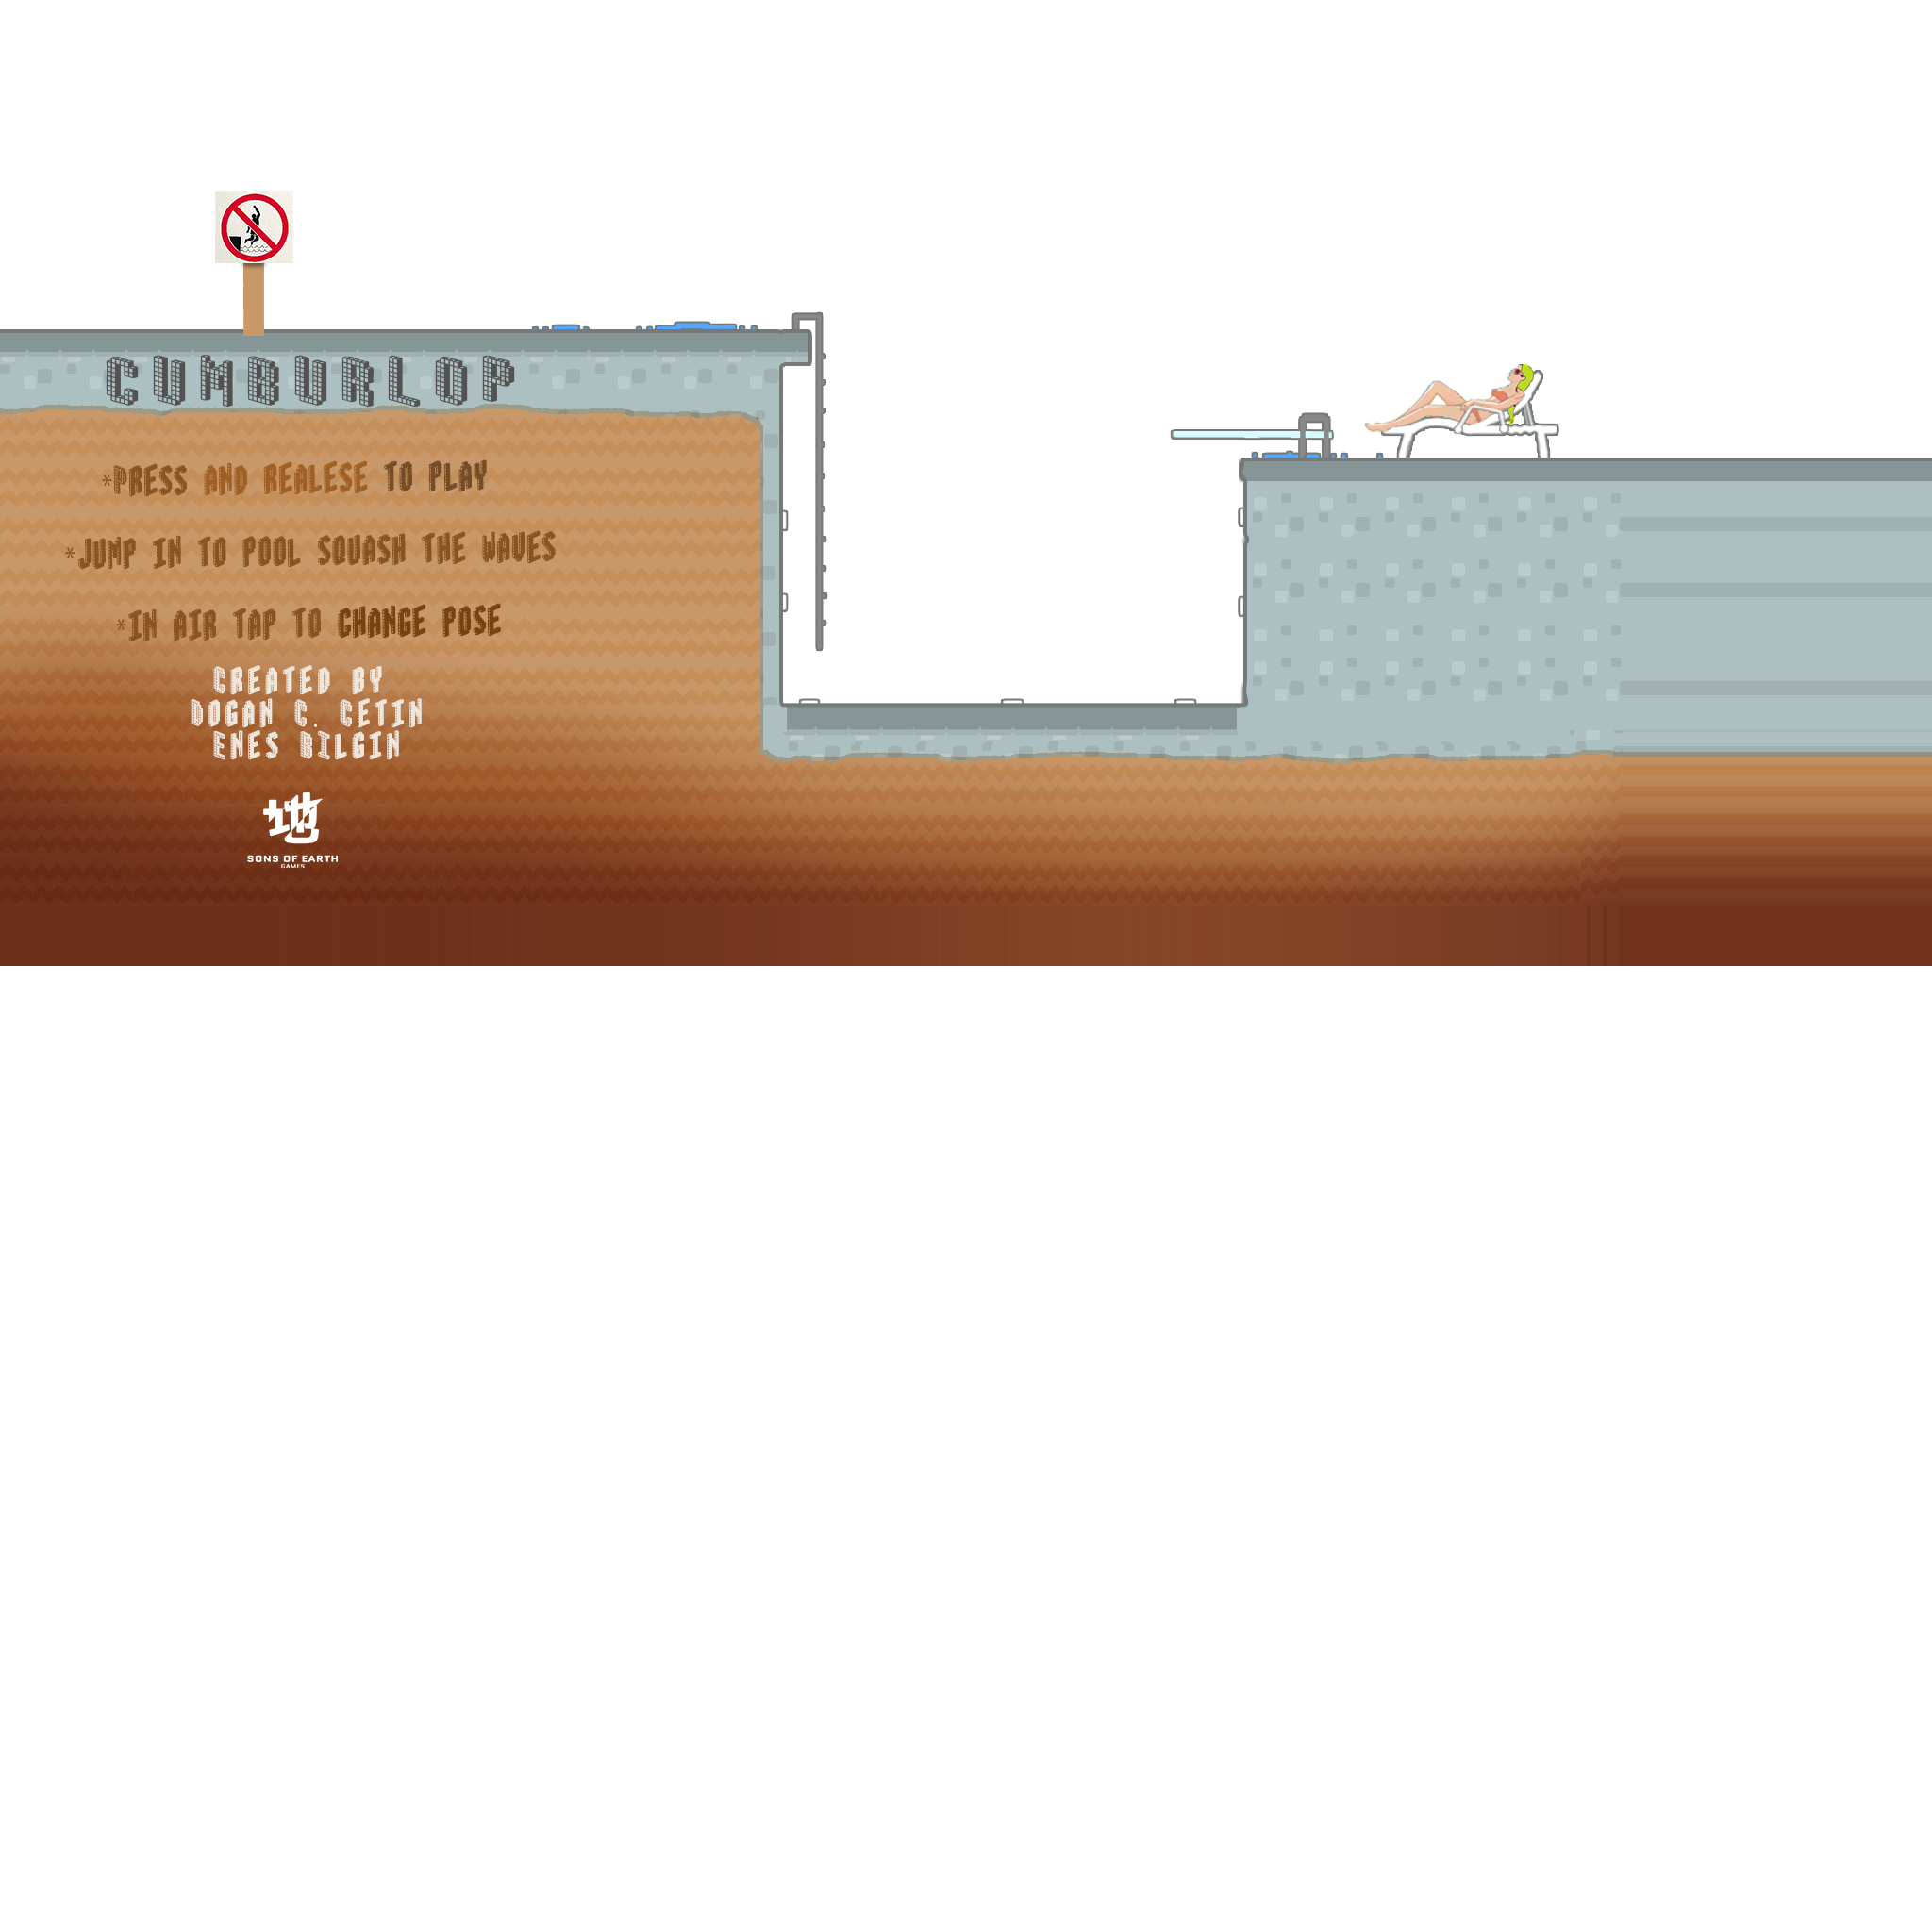 CUMBURLOP
*PRESS AND REALESE TO PLAY
*JUMP IN TO POOL SQUASH THE WAVES
*IN AIR TAP TO CHANGE POSE
CREATED BY
DOGAN C. CETIN
ENES BILGIN
地
SONS OF EARTH
GAMES